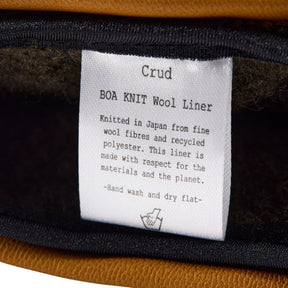 Crud
BOA KNIT Wool Liner
Knitted in Japan from fine
wool fibres and recycled
polyester. This liner is
made with respect for the
materials and the planet.
-Hand wash and dry flat-